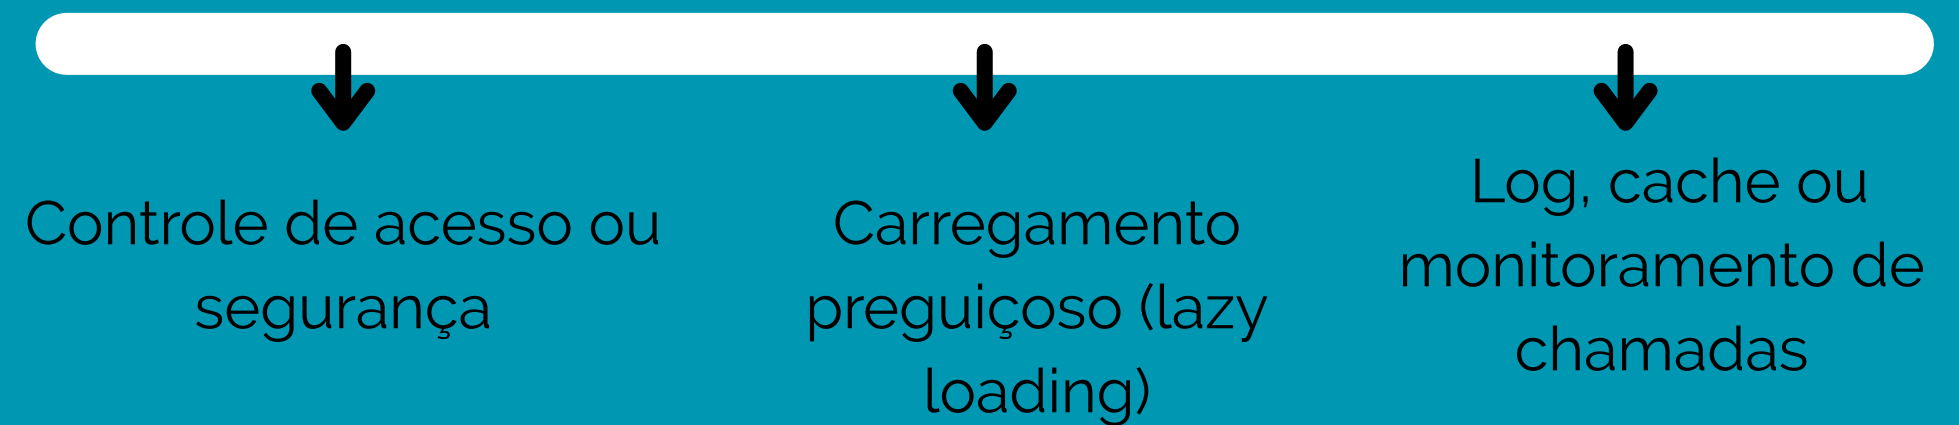 Controle de acesso ou
segurança
Carregamento
preguiçoso (lazy
loading)
Log, cache ou
monitoramento de
chamadas